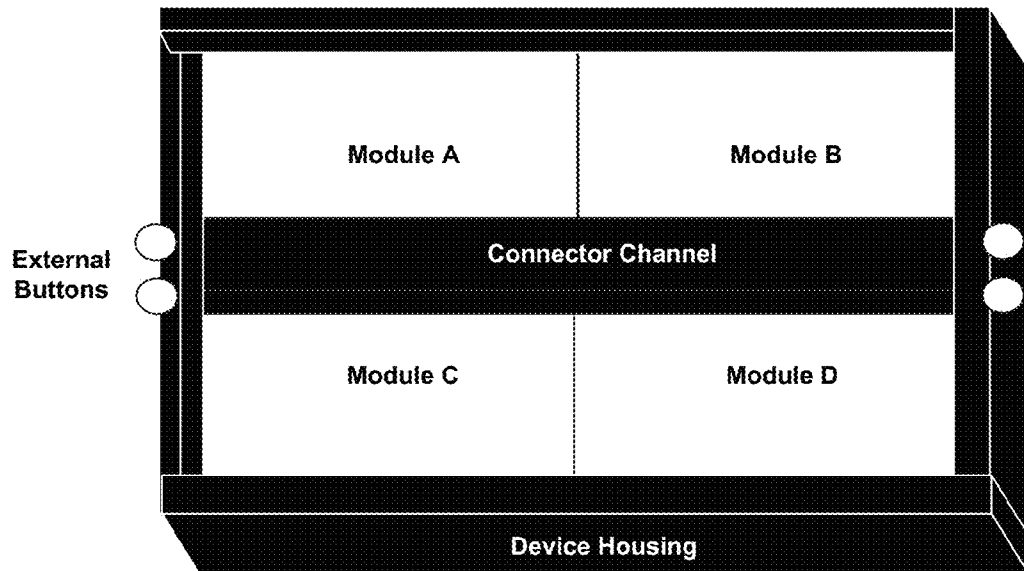 Module A
Module B
Connector Channel
External
Buttons
Module C
Module D
Device Housing